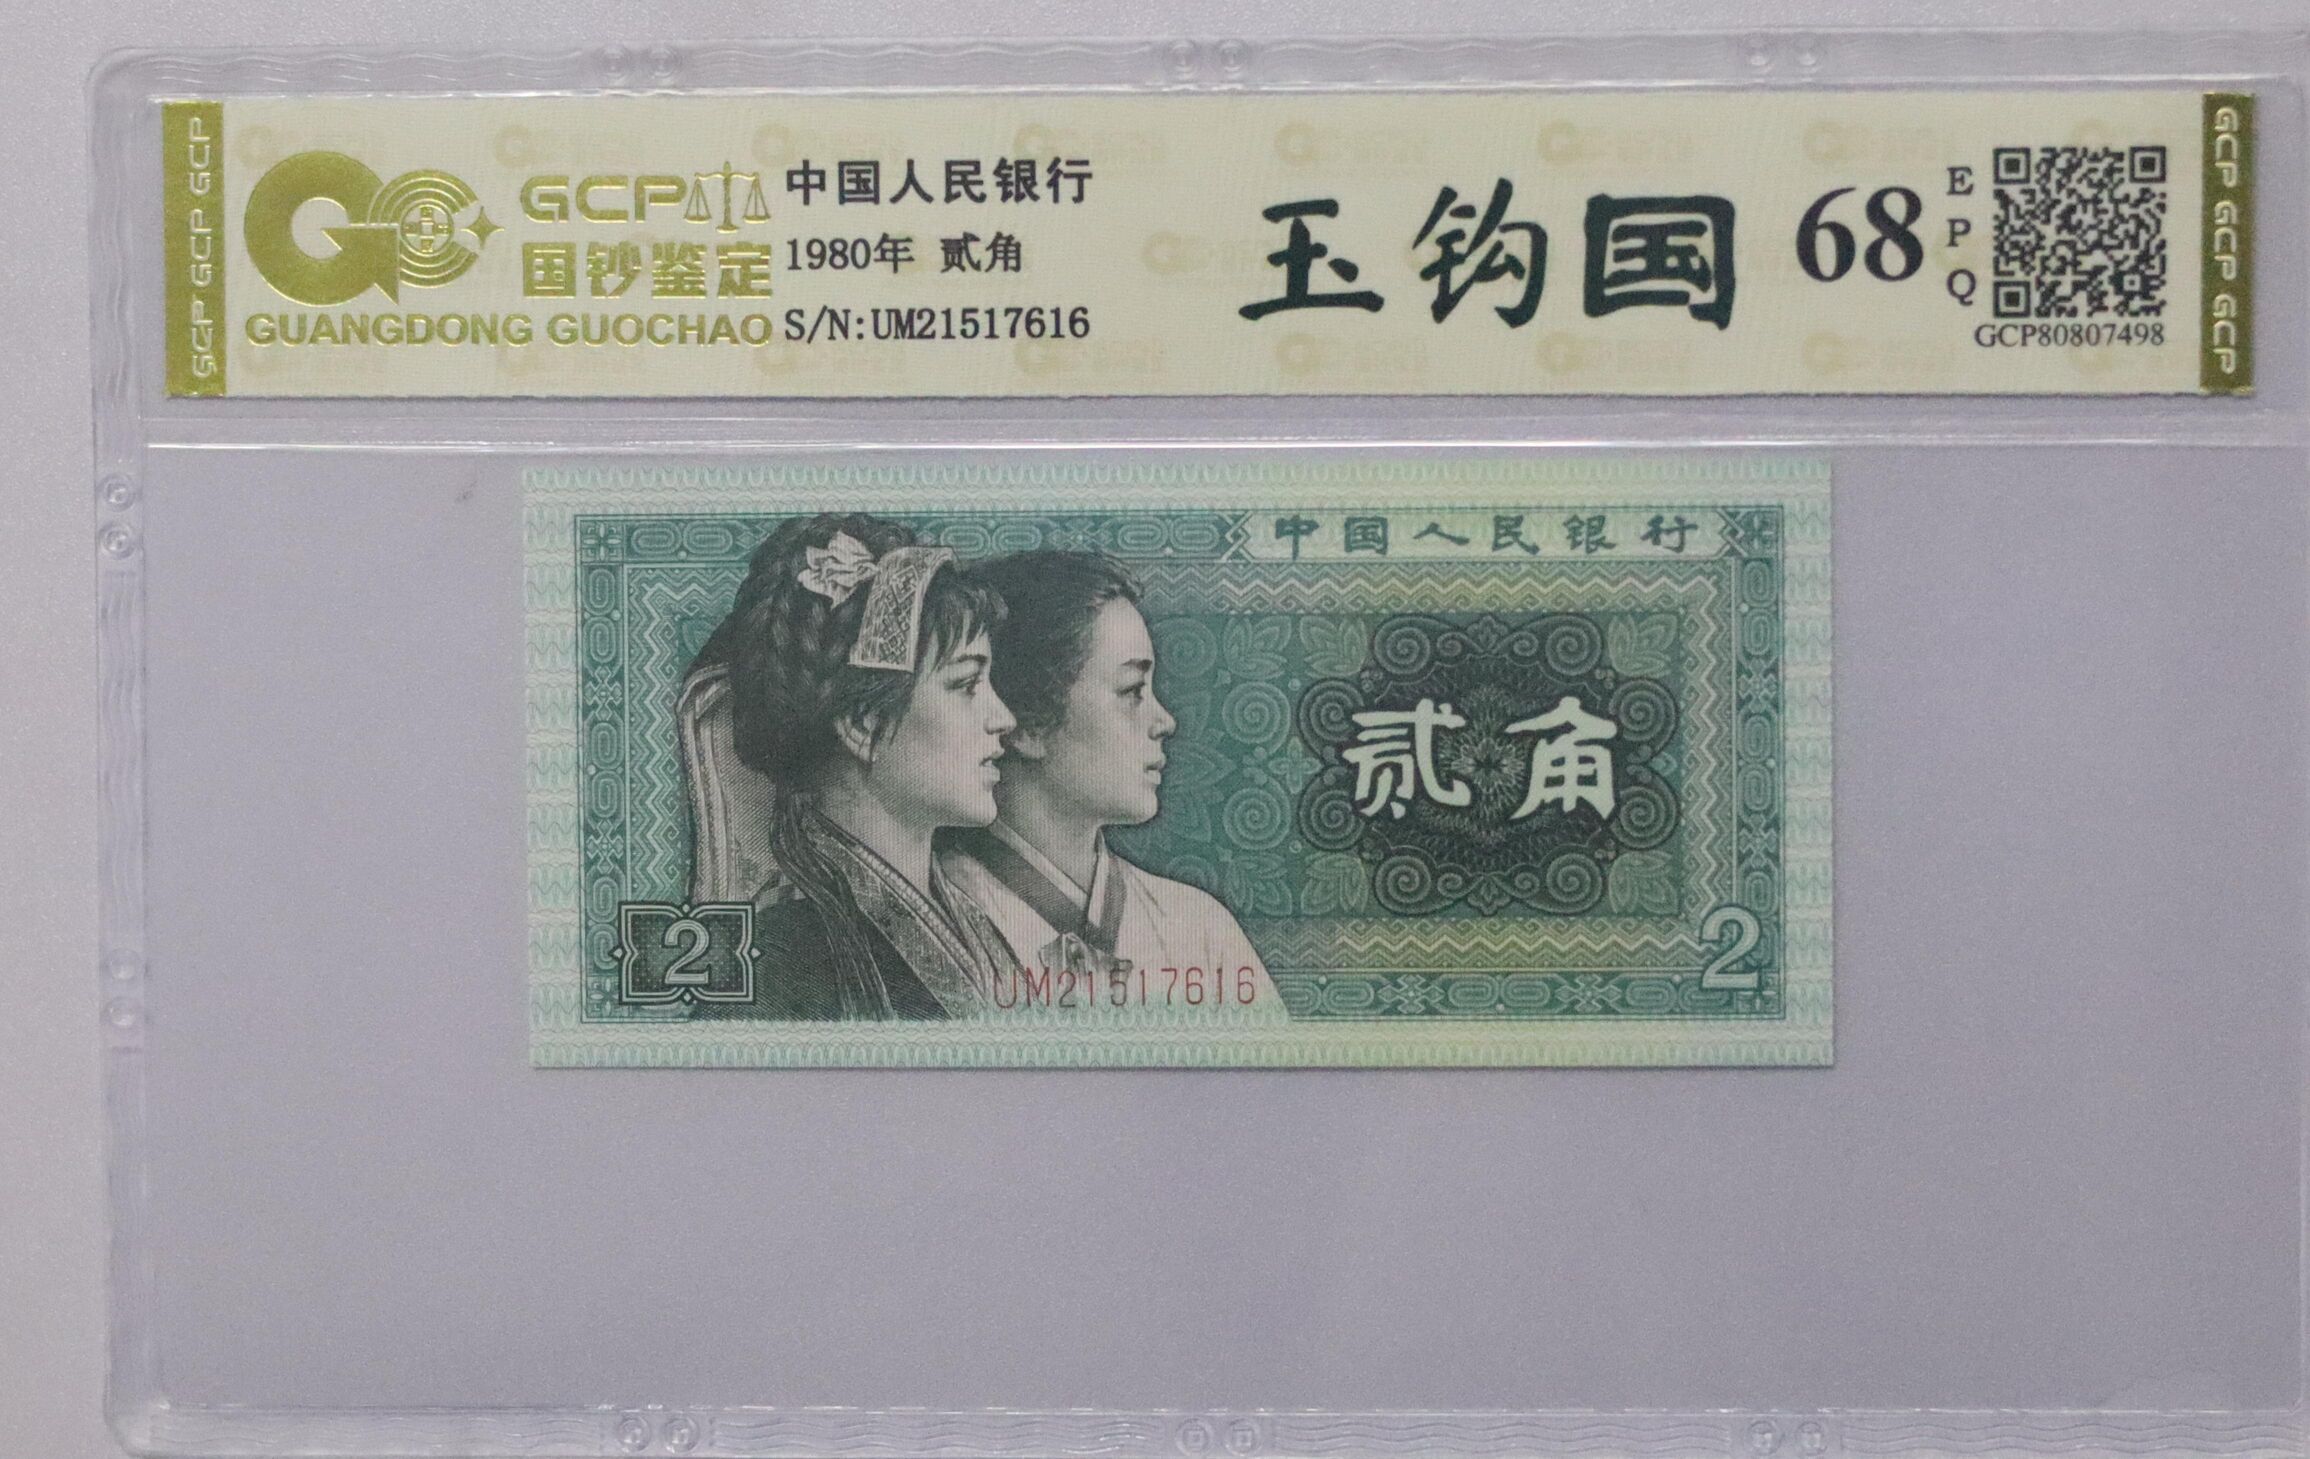 GCP GCP GCP
GCP
国钞鉴定
GUANGDONG GUOCHAO
中国人民银行
1980年 贰角
S/N:UM21517616
玉钩国
68
EPQ
GCP80807498
GCP GCP GCP
中国人民银行
贰角
2
UM21517616
2